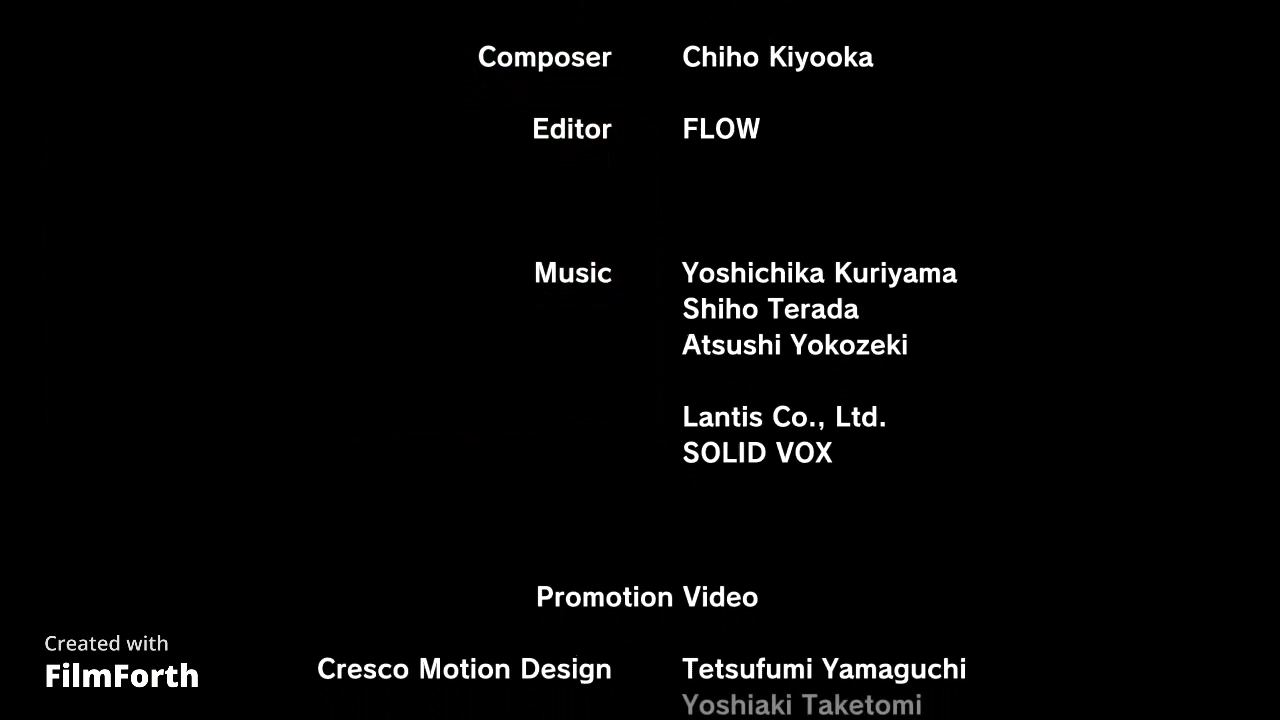 Composer Chiho Kiyooka
Editor FLOW
Music Yoshichika Kuriyama
Shiho Terada
Atsushi Yokozeki
Lantis Co., Ltd.
SOLID VOX
Promotion Video
Cresco Motion Design Tetsufumi Yamaguchi
Yoshiaki Taketomi
Created with
FilmForth